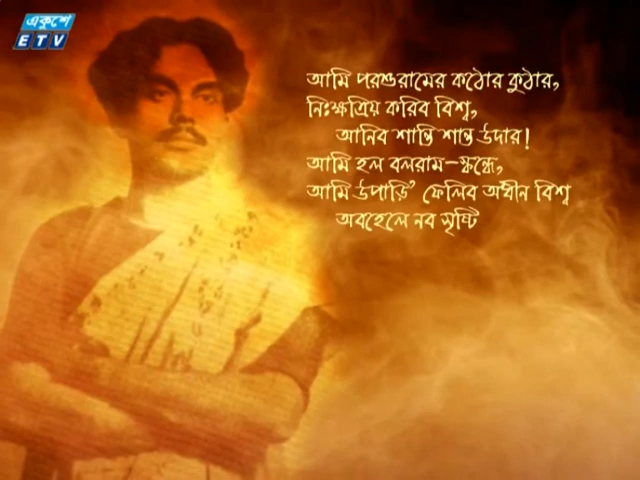 একুশে
ETV
আমি পরশুরামের কঠোর কুঠার,
নিঃক্ষত্রিয় করিব বিশ্ব,
আনিব শান্তি শান্ত উদার!
আমি হল বলরাম-স্কন্ধে,
আমি উপাড়ি' ফেলিব অধীন বিশ্ব
অবহেলে নব সৃষ্টি